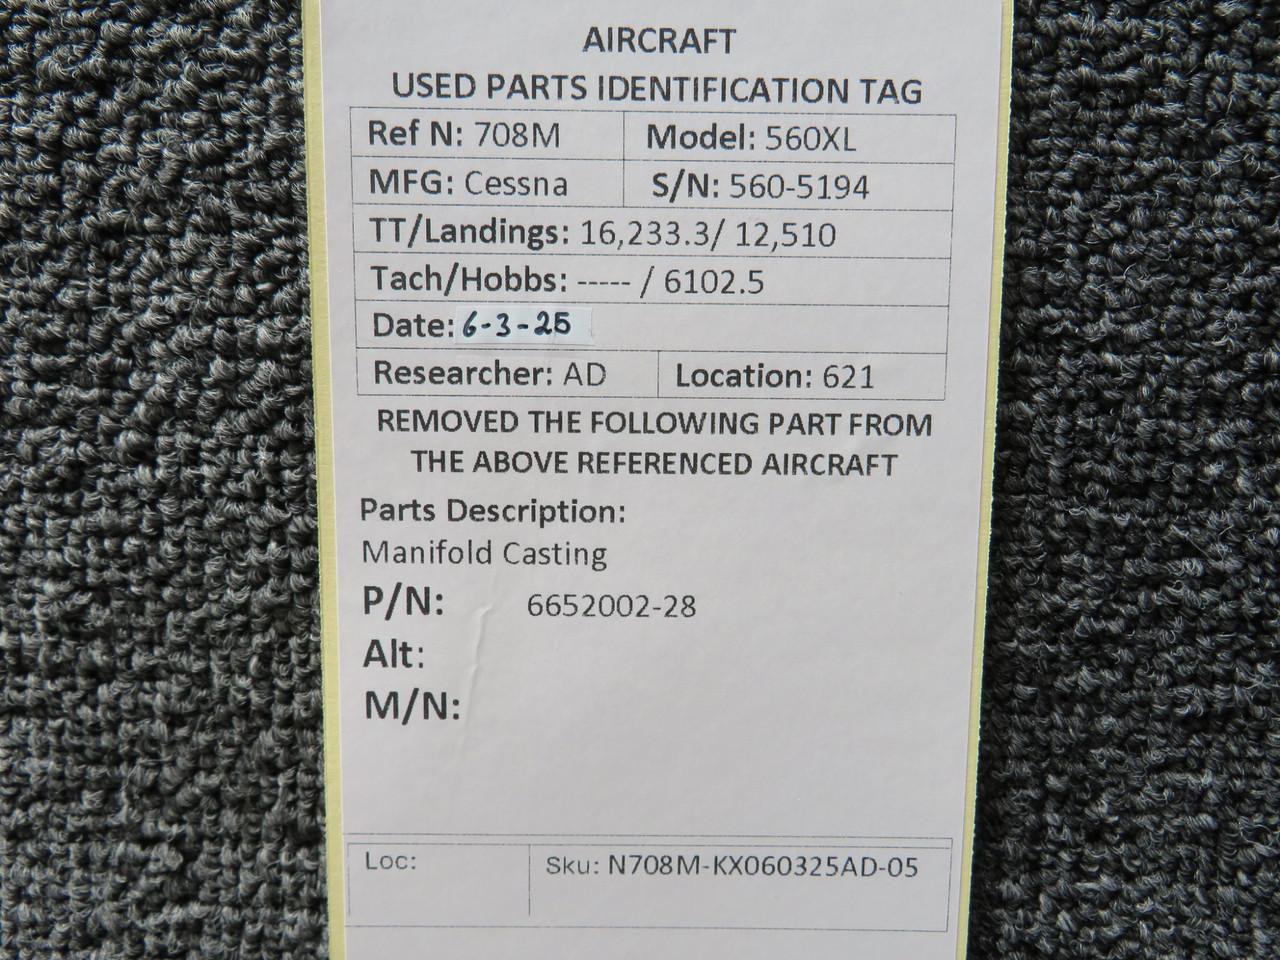 AIRCRAFT
USED PARTS IDENTIFICATION TAG
Ref N: 708M Model: 560XL
MFG: Cessna S/N: 560-5194
TT/Landings: 16,233.3/ 12,510
Tach/Hobbs: ----- / 6102.5
Date: 6-3-25
Researcher: AD Location: 621
REMOVED THE FOLLOWING PART FROM
THE ABOVE REFERENCED AIRCRAFT
Parts Description:
Manifold Casting
P/N: 6652002-28
Alt:
M/N:
Loc: Sku: N708M-KX060325AD-05